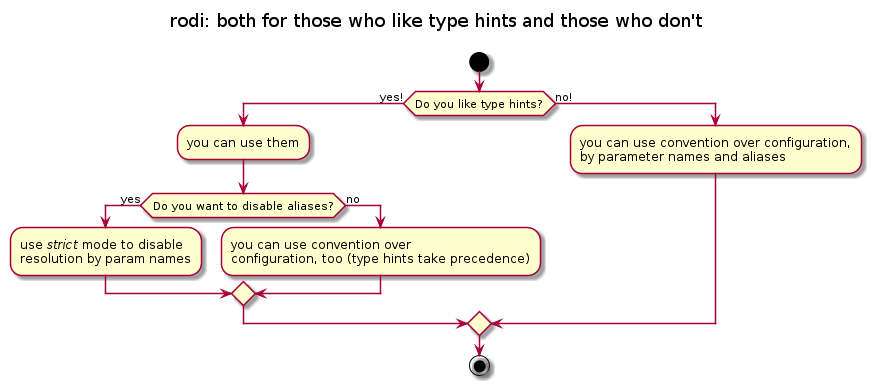 rodi: both for those who like type hints and those who don't
yes!
Do you like type hints?
no!
you can use them
you can use convention over configuration,
by parameter names and aliases
yes
Do you want to disable aliases?
no
use strict mode to disable
resolution by param names
you can use convention over
configuration, too (type hints take precedence)